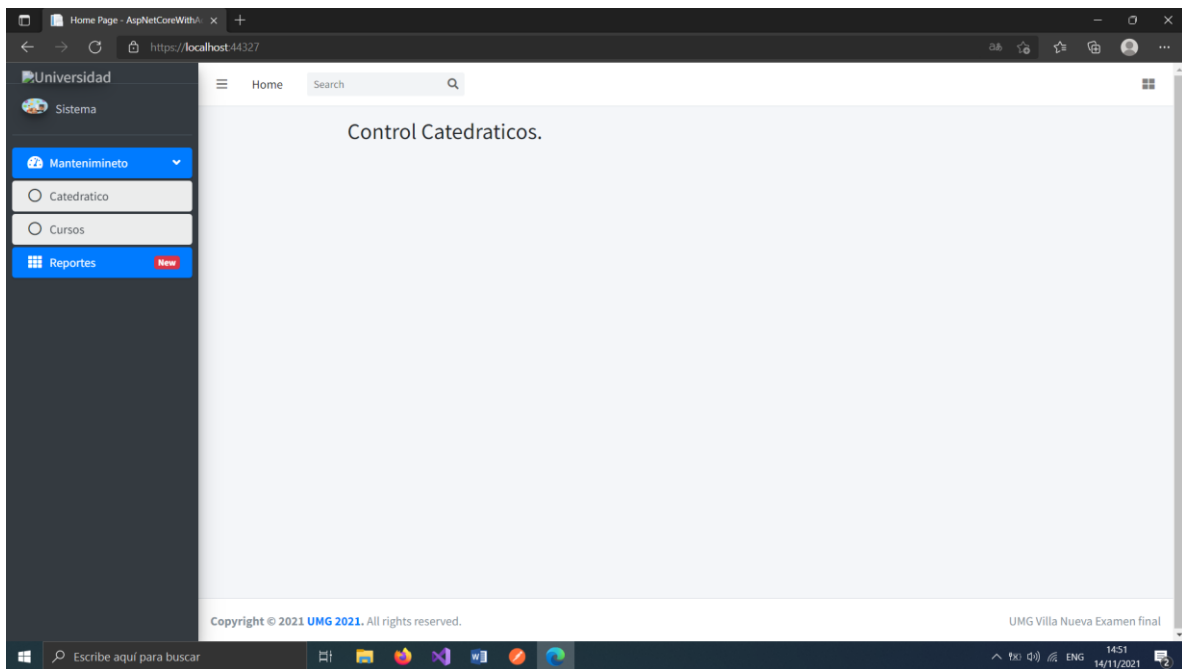 Home Page - AspNetCoreWithA
https://localhost:44327
Universidad
Sistema
Home
Search
Control Catedraticos.
Mantenimineto
Catedratico
Cursos
Reportes New
Copyright © 2021 UMG 2021. All rights reserved.
UMG Villa Nueva Examen final
Escribe aquí para buscar
ENG
14:51
14/11/2021